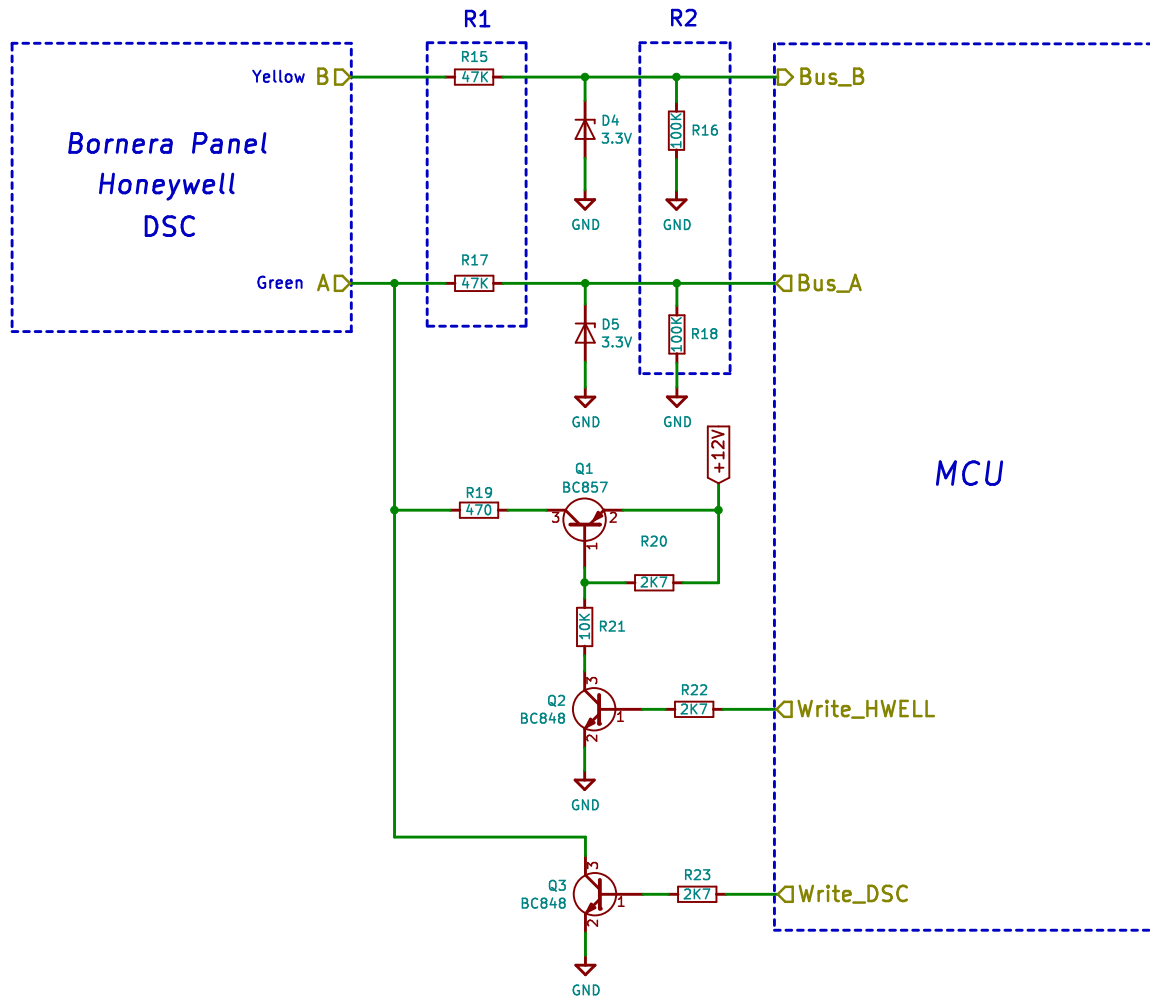 R1
R2
R15
47K
Yellow B
Bus_B
D4
3.3V
100K
R16
Bornera Panel
Honeywell
DSC
GND
GND
R17
47K
Green A
Bus_A
D5
3.3V
100K
R18
GND
GND
+12V
MCU
Q1
BC857
R19
470
3
2
1
R20
2K7
10K
R21
3
Q2
BC848
1
2
R22
2K7
Write_HWELL
GND
3
Q3
BC848
1
2
R23
2K7
Write_DSC
GND